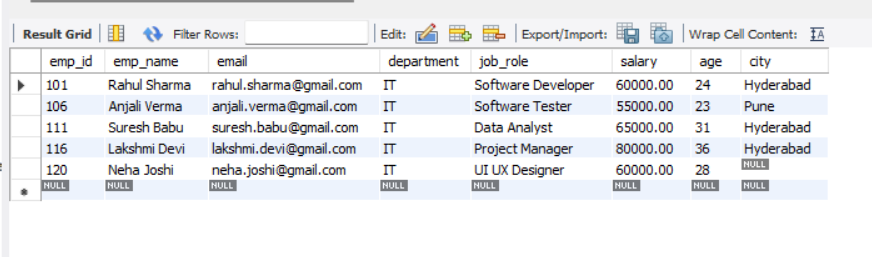 Result Grid Filter Rows: Edit: Export/Import: Wrap Cell Content: IA
emp_id emp_name email department job_role salary age city
101 Rahul Sharma rahul.sharma@gmail.com IT Software Developer 60000.00 24 Hyderabad
106 Anjali Verma anjali.verma@gmail.com IT Software Tester 55000.00 23 Pune
111 Suresh Babu suresh.babu@gmail.com IT Data Analyst 65000.00 31 Hyderabad
116 Lakshmi Devi lakshmi.devi@gmail.com IT Project Manager 80000.00 36 Hyderabad
120 Neha Joshi neha.joshi@gmail.com IT UI UX Designer 60000.00 28 NULL
NULL NULL NULL NULL NULL NULL NULL NULL